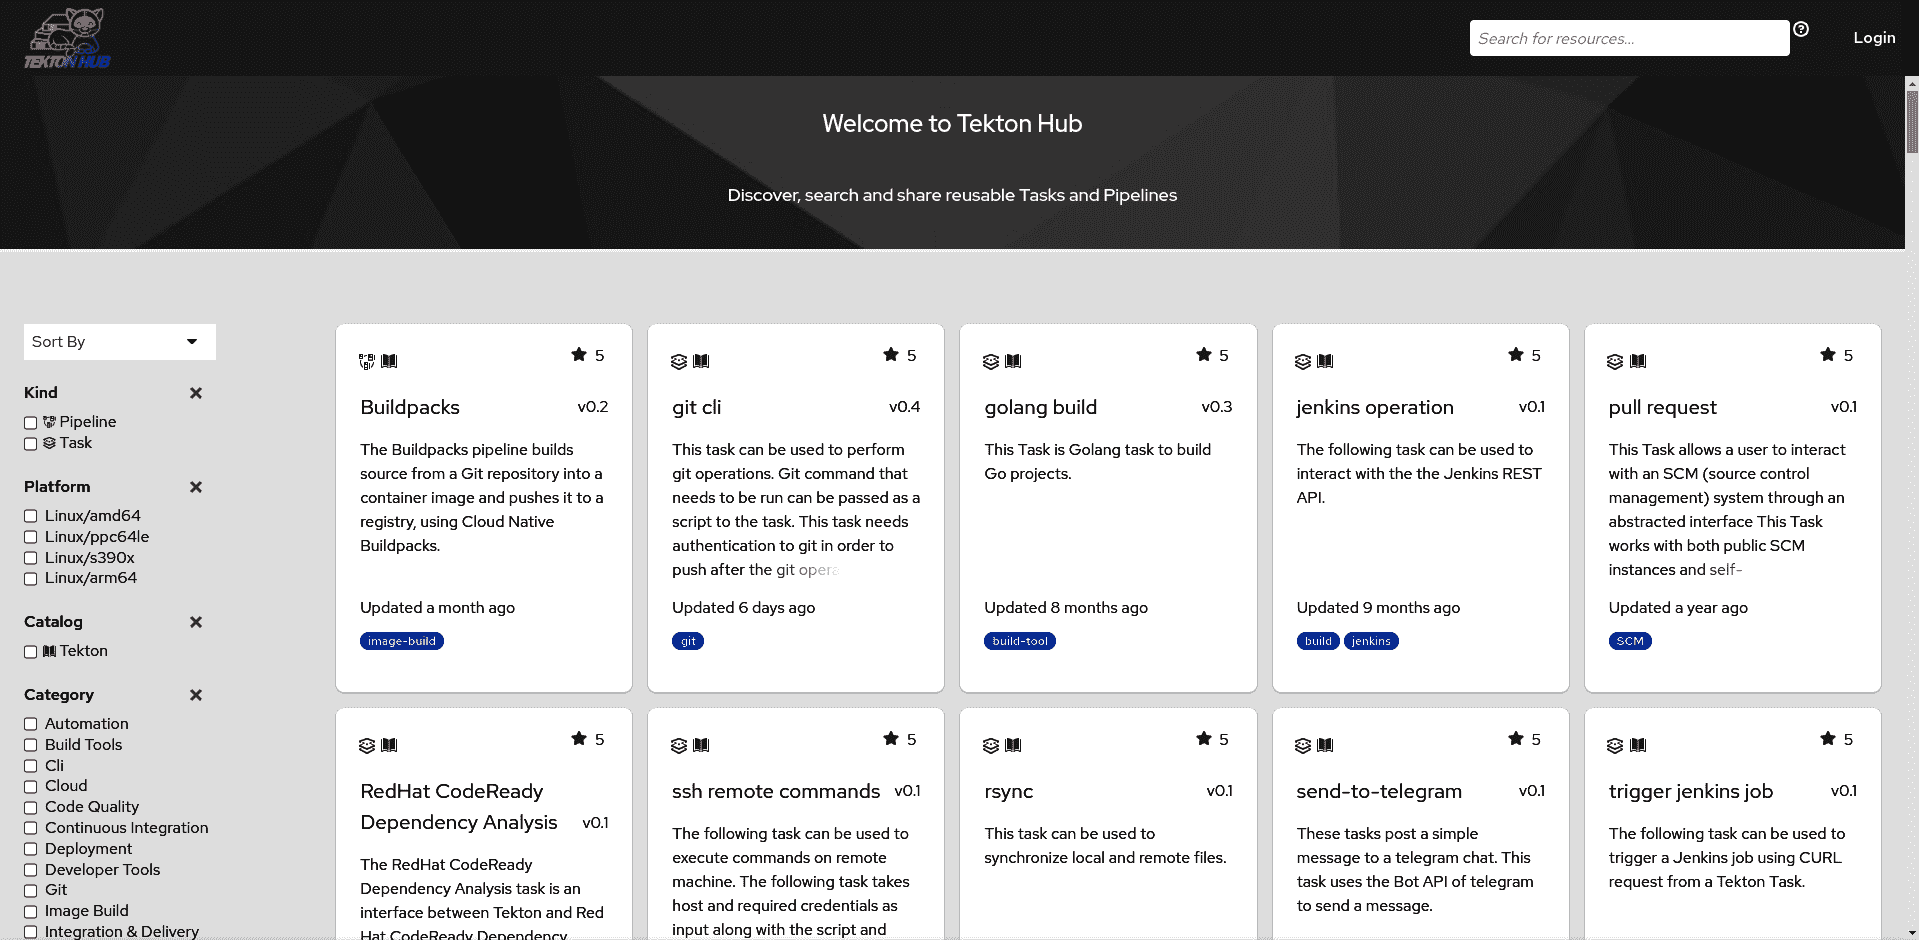 TEKTON HUB
Search for resources...
Login
Welcome to Tekton Hub
Discover, search and share reusable Tasks and Pipelines
Sort By
Kind
Pipeline
Task
Platform
Linux/amd64
Linux/ppc64le
Linux/s390x
Linux/arm64
Catalog
Tekton
Category
Automation
Build Tools
Cli
Cloud
Code Quality
Continuous Integration
Deployment
Developer Tools
Git
Image Build
Integration & Delivery
5
Buildpacks v0.2
The Buildpacks pipeline builds
source from a Git repository into a
container image and pushes it to a
registry, using Cloud Native
Buildpacks.
Updated a month ago
image-build
5
git cli v0.4
This task can be used to perform
git operations. Git command that
needs to be run can be passed as a
script to the task. This task needs
authentication to git in order to
push after the git opera
Updated 6 days ago
git
5
golang build v0.3
This Task is Golang task to build
Go projects.
Updated 8 months ago
build-tool
5
jenkins operation v0.1
The following task can be used to
interact with the the Jenkins REST
API.
Updated 9 months ago
build jenkins
5
pull request v0.1
This Task allows a user to interact
with an SCM (source control
management) system through an
abstracted interface This Task
works with both public SCM
instances and self-
Updated a year ago
SCM
5
RedHat CodeReady
Dependency Analysis v0.1
The RedHat CodeReady
Dependency Analysis task is an
interface between Tekton and Red
Hat CodeReady Dependency
5
ssh remote commands v0.1
The following task can be used to
execute commands on remote
machine. The following task takes
host and required credentials as
input along with the script and
5
rsync v0.1
This task can be used to
synchronize local and remote files.
5
send-to-telegram v0.1
These tasks post a simple
message to a telegram chat. This
task uses the Bot API of telegram
to send a message.
5
trigger jenkins job v0.1
The following task can be used to
trigger a Jenkins job using CURL
request from a Tekton Task.